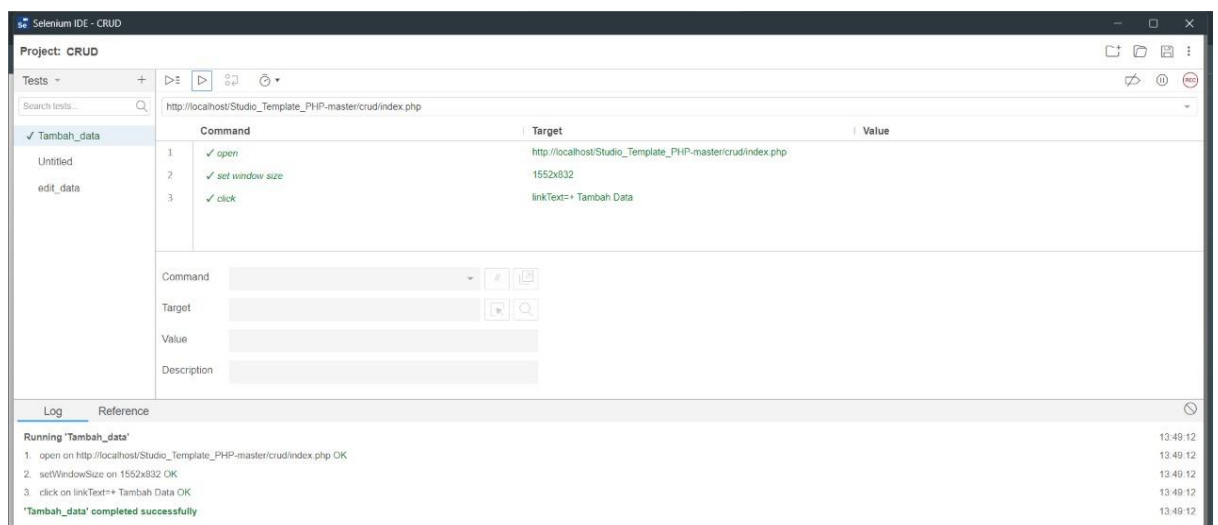 Selenium IDE - CRUD
Project: CRUD
Tests
Search tests...
http://localhost/Studio_Template_PHP-master/crud/index.php
Command Target Value
✓ Tambah_data
Untitled
edit_data
1 ✓ open http://localhost/Studio_Template_PHP-master/crud/index.php
2 ✓ set window size 1552x832
3 ✓ click linkText=+ Tambah Data
Command //
Target
Value
Description
Log Reference
Running 'Tambah_data' 13:49:12
1. open on http://localhost/Studio_Template_PHP-master/crud/index.php OK 13:49:12
2. setWindowSize on 1552x832 OK 13:49:12
3. click on linkText=+ Tambah Data OK 13:49:12
'Tambah_data' completed successfully 13:49:12
REC
Se